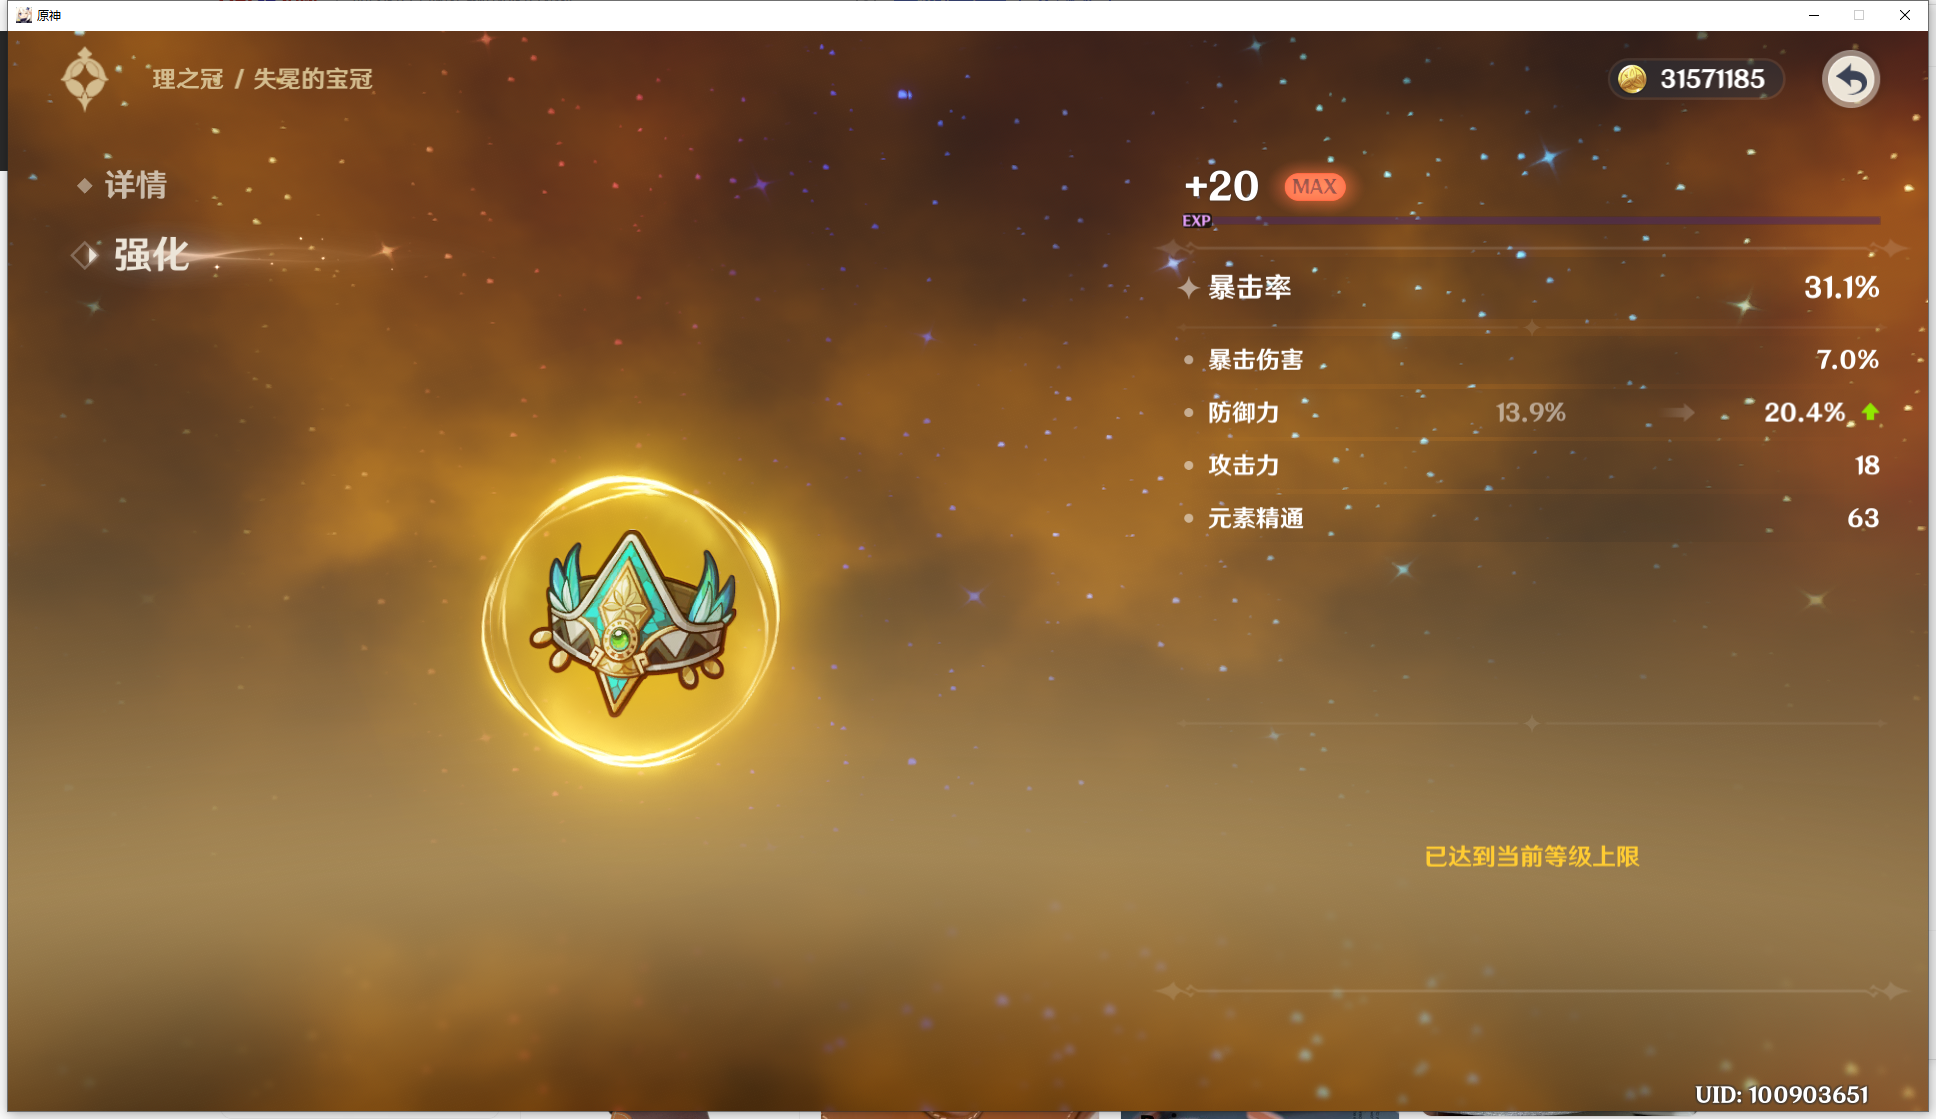 原神
理之冠 / 失冕的宝冠
31571185
详情
强化
+20 MAX
EXP
暴击率 31.1%
暴击伤害 7.0%
防御力 13.9% 20.4%
攻击力 18
元素精通 63
已达到当前等级上限
UID: 100903651